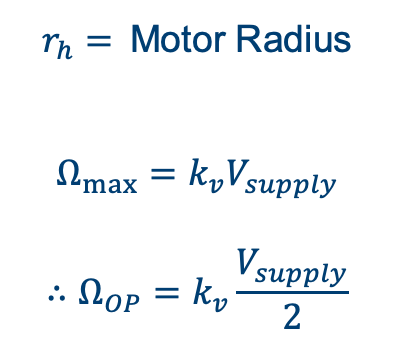 r_h = Motor Radius
Ω_max = k_v V_supply
∴ Ω_OP = k_v V_supply / 2